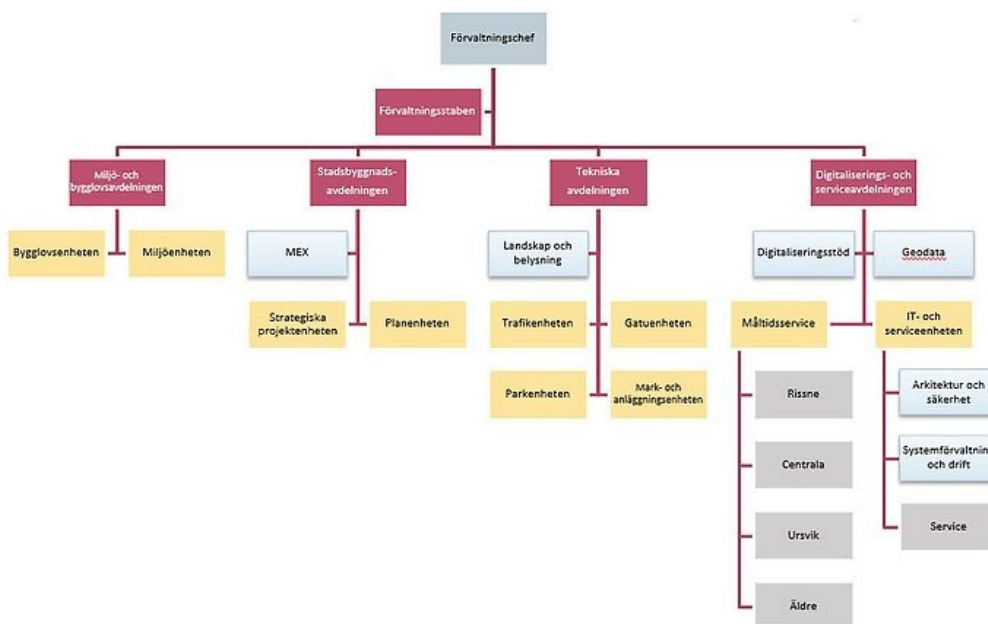 Förvaltningschef
Förvaltningsstaben
Miljö- och
bygglovsavdelningen
Stadsbyggnads-
avdelningen
Tekniska
avdelningen
Digitaliserings- och
serviceavdelningen
Bygglovsenheten
Miljöenheten
MEX
Landskap och
belysning
Digitaliseringsstöd
Geodata
Strategiska
projektenheten
Planenheten
Trafikenheten
Gatuenheten
Måltidsservice
IT- och
serviceenheten
Parkenheten
Mark- och
anläggningsenheten
Rissne
Arkitektur och
säkerhet
Centrala
Systemförvaltning
och drift
Ursvik
Service
Äldre